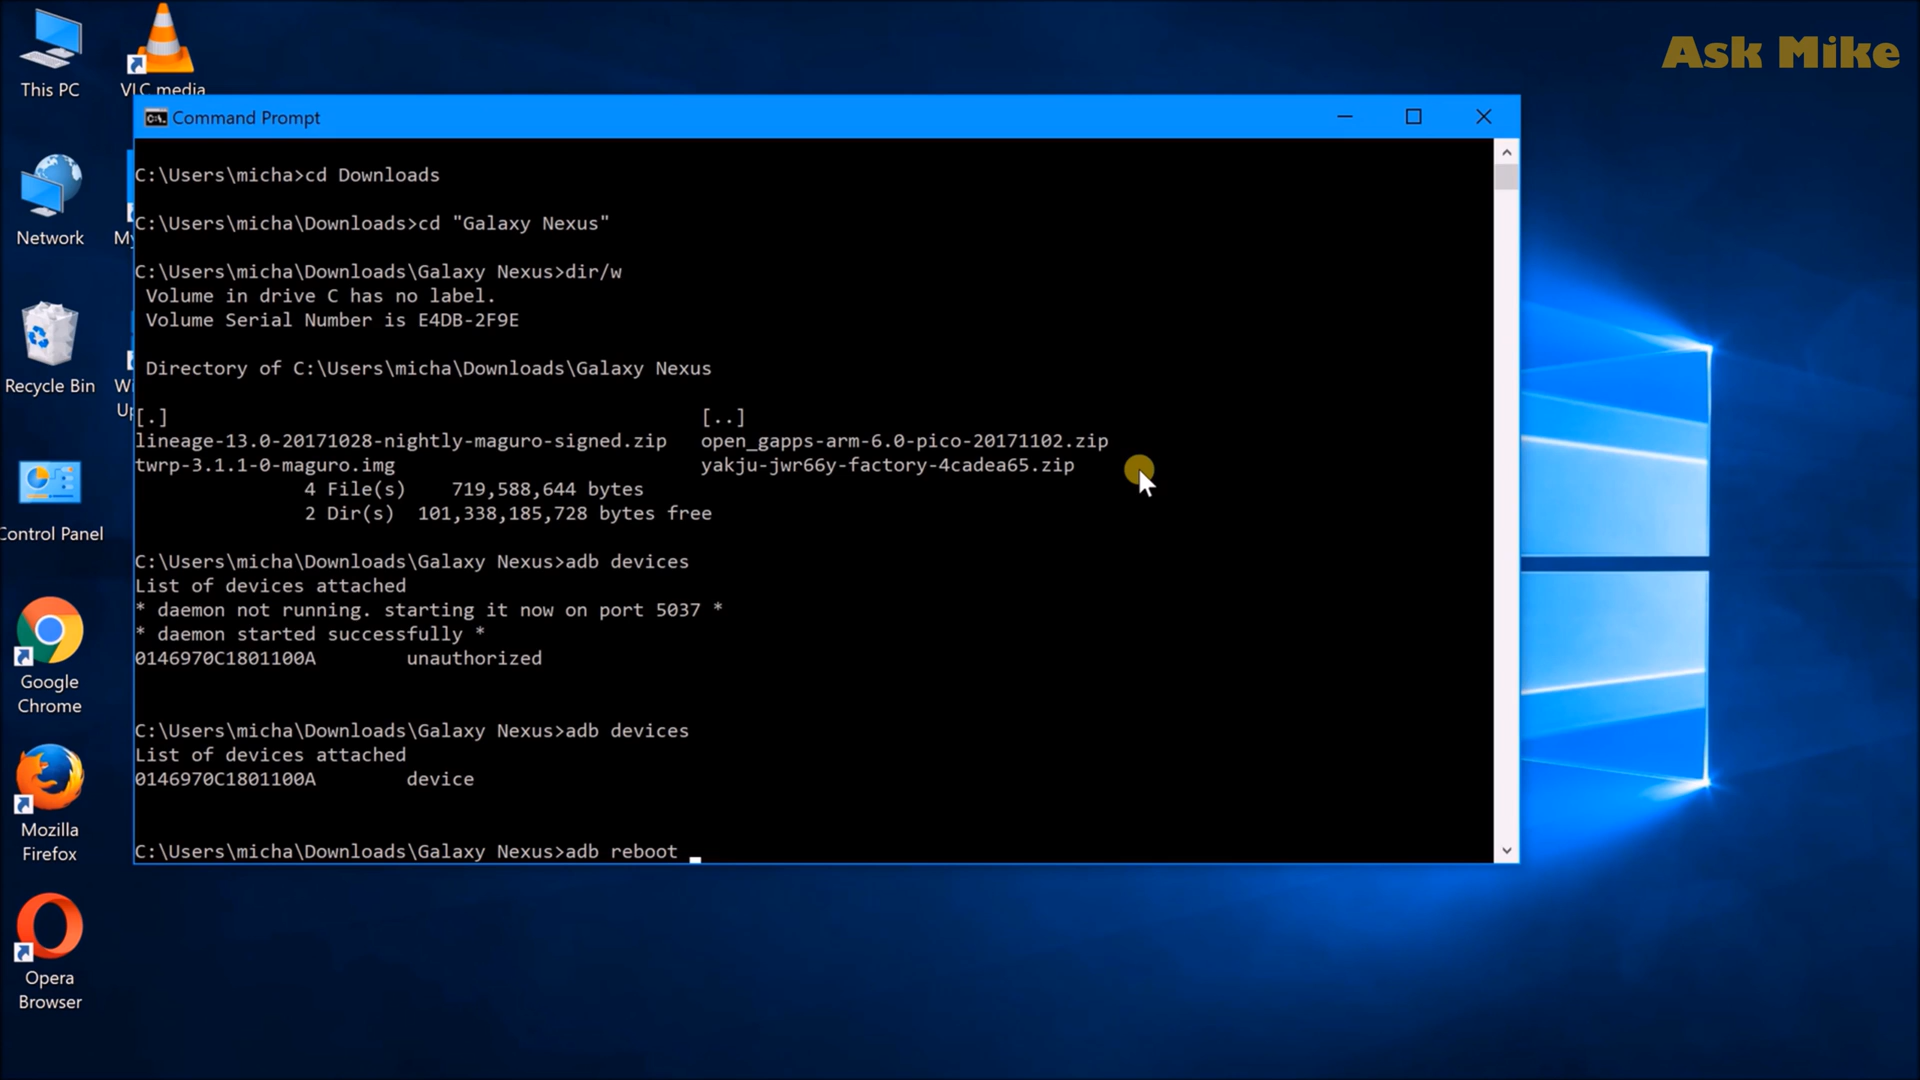 Ask Mike
This PC
VLC media
Network
My
Recycle Bin
Control Panel
Google
Chrome
Mozilla
Firefox
Opera
Browser
Command Prompt
C:\Users\micha>cd Downloads
C:\Users\micha\Downloads>cd "Galaxy Nexus"
C:\Users\micha\Downloads\Galaxy Nexus>dir/w
Volume in drive C has no label.
Volume Serial Number is E4DB-2F9E
Directory of C:\Users\micha\Downloads\Galaxy Nexus
[.] [..]
lineage-13.0-20171028-nightly-maguro-signed.zip open_gapps-arm-6.0-pico-20171102.zip
twrp-3.1.1-0-maguro.img yakju-jwr66y-factory-4cadea65.zip
4 File(s) 719,588,644 bytes
2 Dir(s) 101,338,185,728 bytes free
C:\Users\micha\Downloads\Galaxy Nexus>adb devices
List of devices attached
* daemon not running. starting it now on port 5037 *
* daemon started successfully *
0146970C1801100A unauthorized
C:\Users\micha\Downloads\Galaxy Nexus>adb devices
List of devices attached
0146970C1801100A device
C:\Users\micha\Downloads\Galaxy Nexus>adb reboot